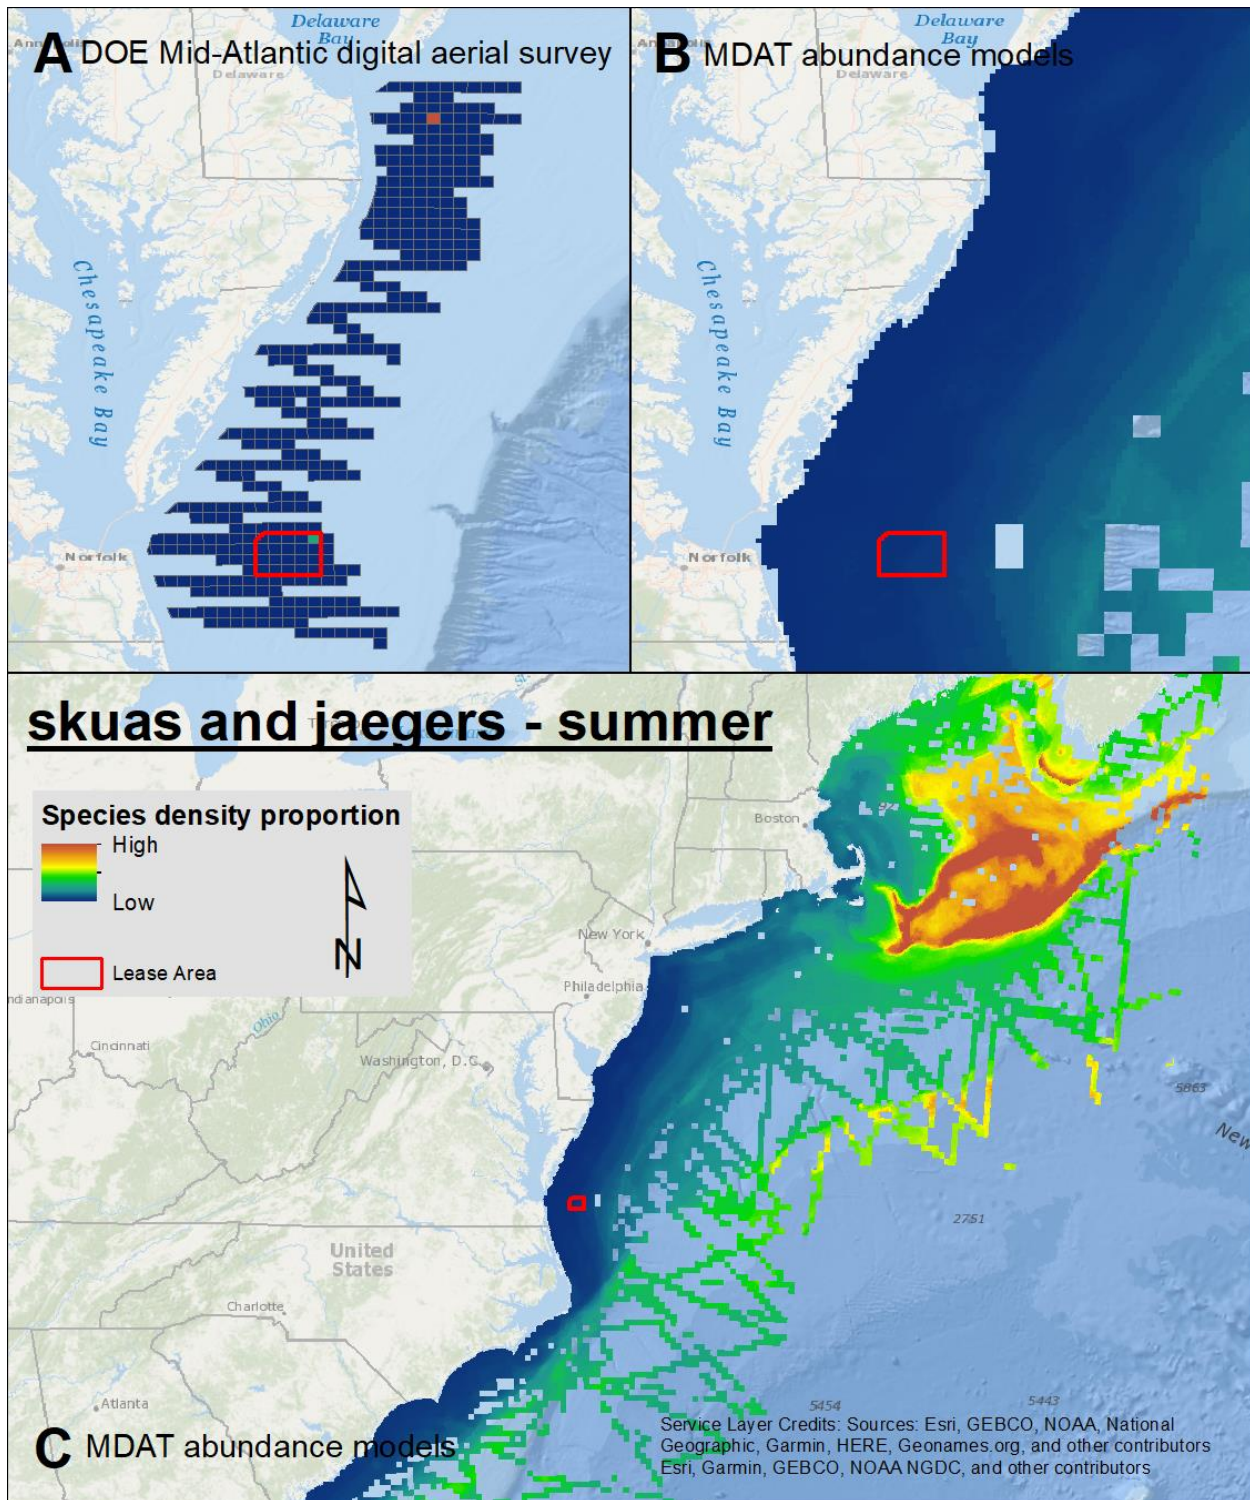 Delaware
Bay
A DOE Mid-Atlantic digital aerial survey
Delaware
Chesapeake Bay
Norfolk
Delaware
Bay
B MDAT abundance models
Delaware
Chesapeake Bay
Norfolk
skuas and jaegers - summer
Species density proportion
High
Low
N
Lease Area
Boston
New York
Philadelphia
ndianapolis
Ohio
Cincinnati
Washington, D.C.
5863
New
2751
United
States
Charlotte
Atlanta
5454
5443
C MDAT abundance models
Service Layer Credits: Sources: Esri, GEBCO, NOAA, National
Geographic, Garmin, HERE, Geonames.org, and other contributors
Esri, Garmin, GEBCO, NOAA NGDC, and other contributors